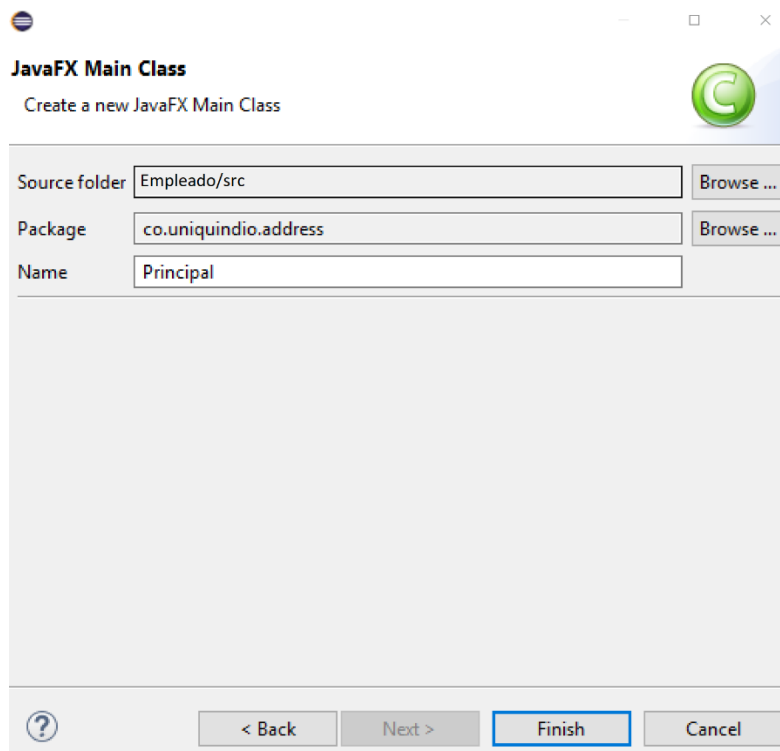 JavaFX Main Class
Create a new JavaFX Main Class
C
Source folder Empleado/src Browse ...
Package co.uniquindio.address Browse ...
Name Principal
? < Back Next > Finish Cancel